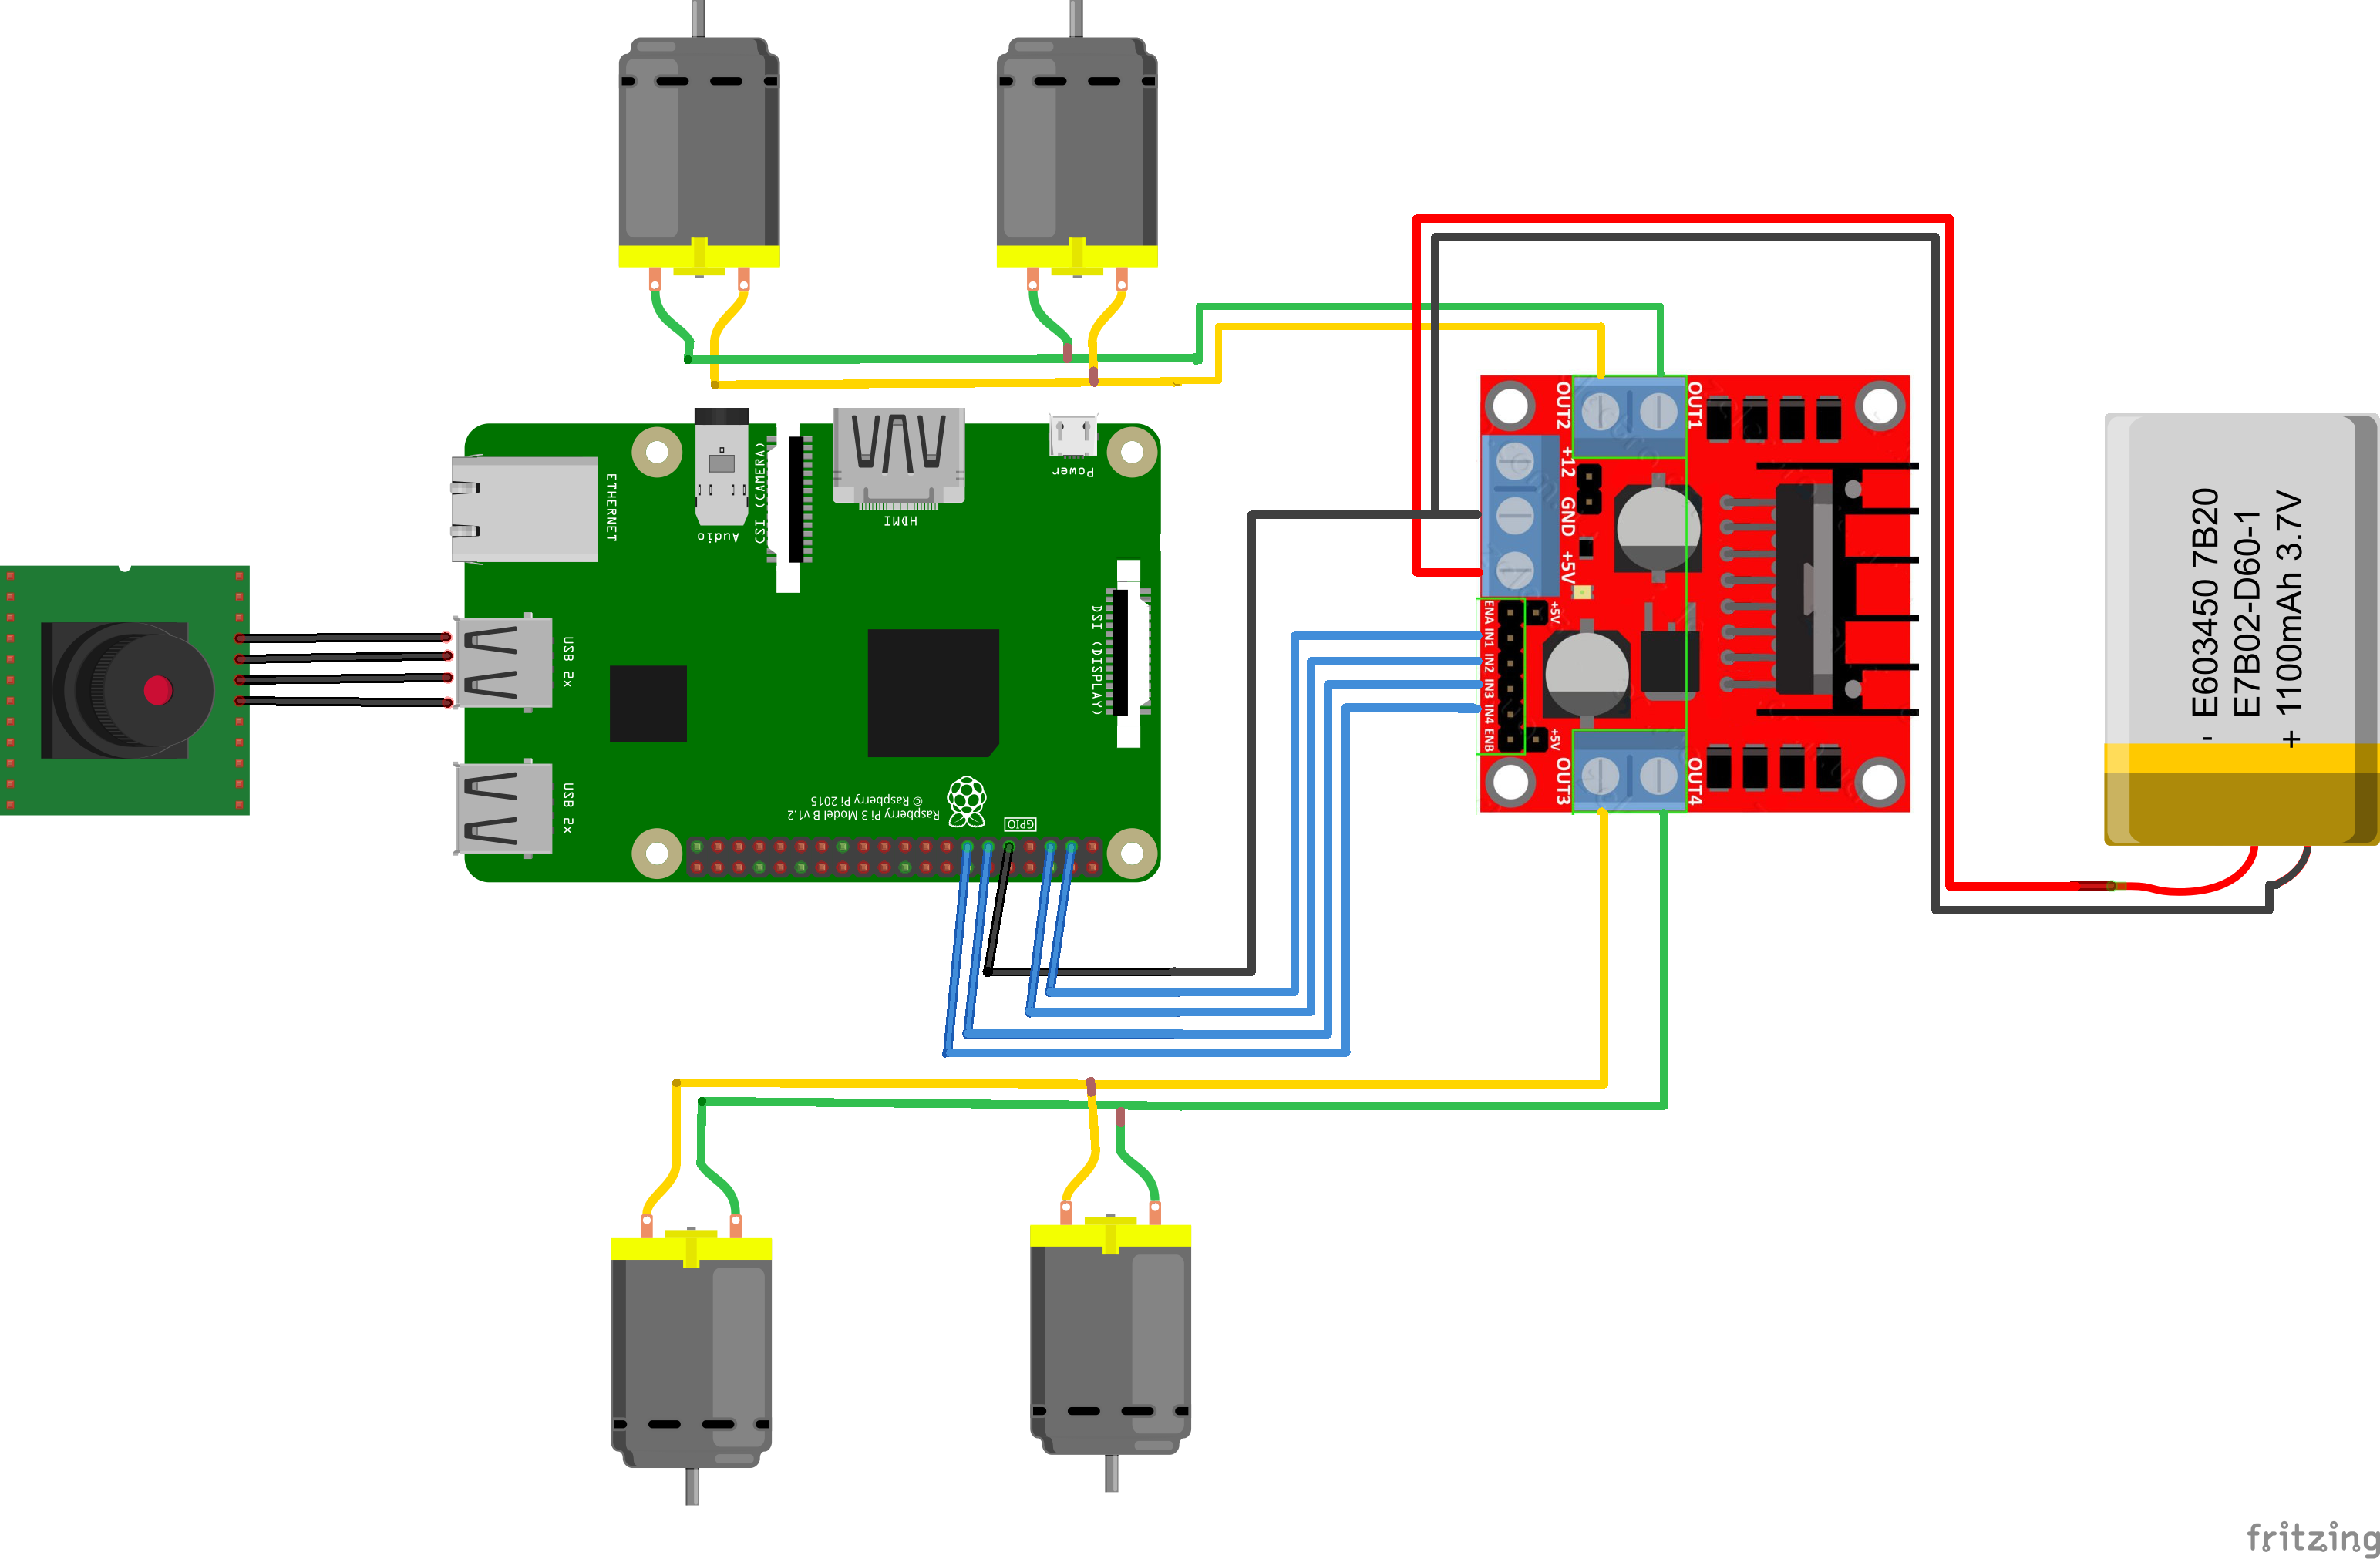 ETHERNET
Audio
CSI (CAMERA)
HDMI
Power
USB 2x
USB 2x
DSI (DISPLAY)
Raspberry Pi 3 Model B v1.2
© Raspberry Pi 2015
GPIO
OUT2
OUT1
+12
GND
+5V
ENA
IN1
IN2
IN3
IN4
ENB
+5V
+5V
OUT3
OUT4
- E603450 7B20
E7B02-D60-1
+ 1100mAh 3.7V
fritzing